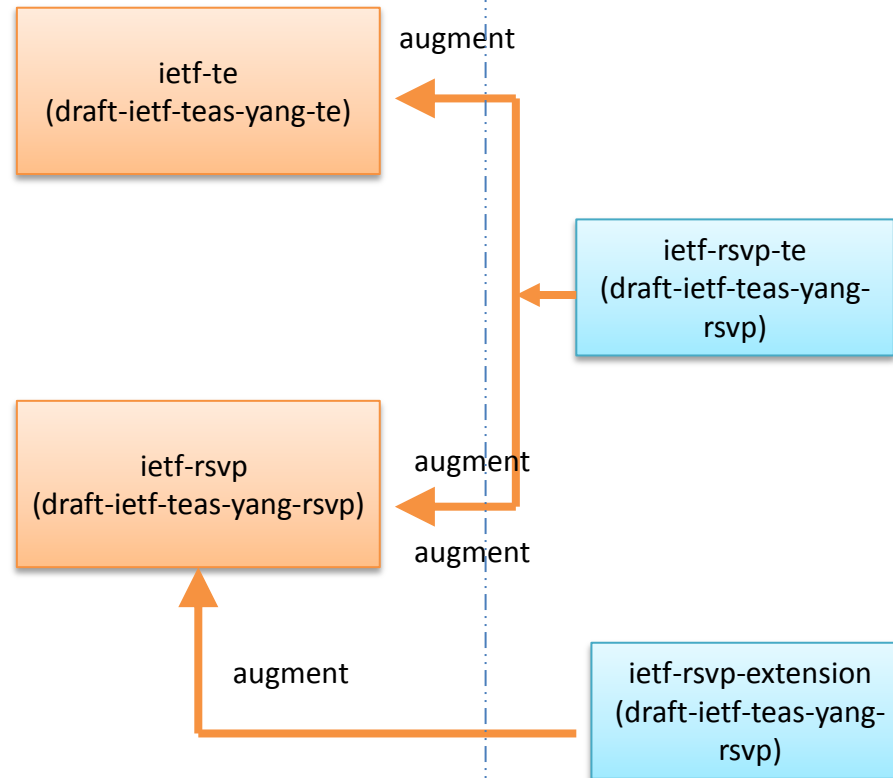 augment
ietf-te
(draft-ietf-teas-yang-te)
ietf-rsvp-te
(draft-ietf-teas-yang-
rsvp)
augment
ietf-rsvp
(draft-ietf-teas-yang-rsvp)
augment
augment
ietf-rsvp-extension
(draft-ietf-teas-yang-
rsvp)